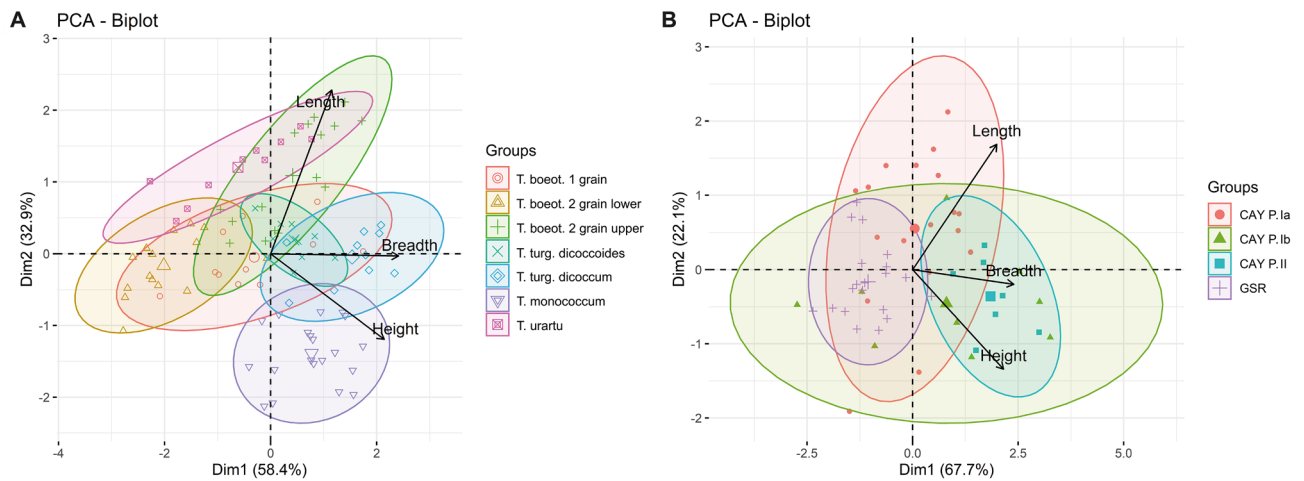 A
PCA - Biplot
3
2
1
0
-1
-2
-4
-2
0
2
Dim1 (58.4%)
Dim2 (32.9%)
Length
Breadth
Height
Groups
T. boeot. 1 grain
T. boeot. 2 grain lower
T. boeot. 2 grain upper
T. turg. dicoccoides
T. turg. dicoccum
T. monococcum
T. urartu
B
PCA - Biplot
3
2
1
0
-1
-2
-2.5
0.0
2.5
5.0
Dim1 (67.7%)
Dim2 (22.1%)
Length
Breadth
Height
Groups
CAY P. Ia
CAY P. Ib
CAY P. II
GSR